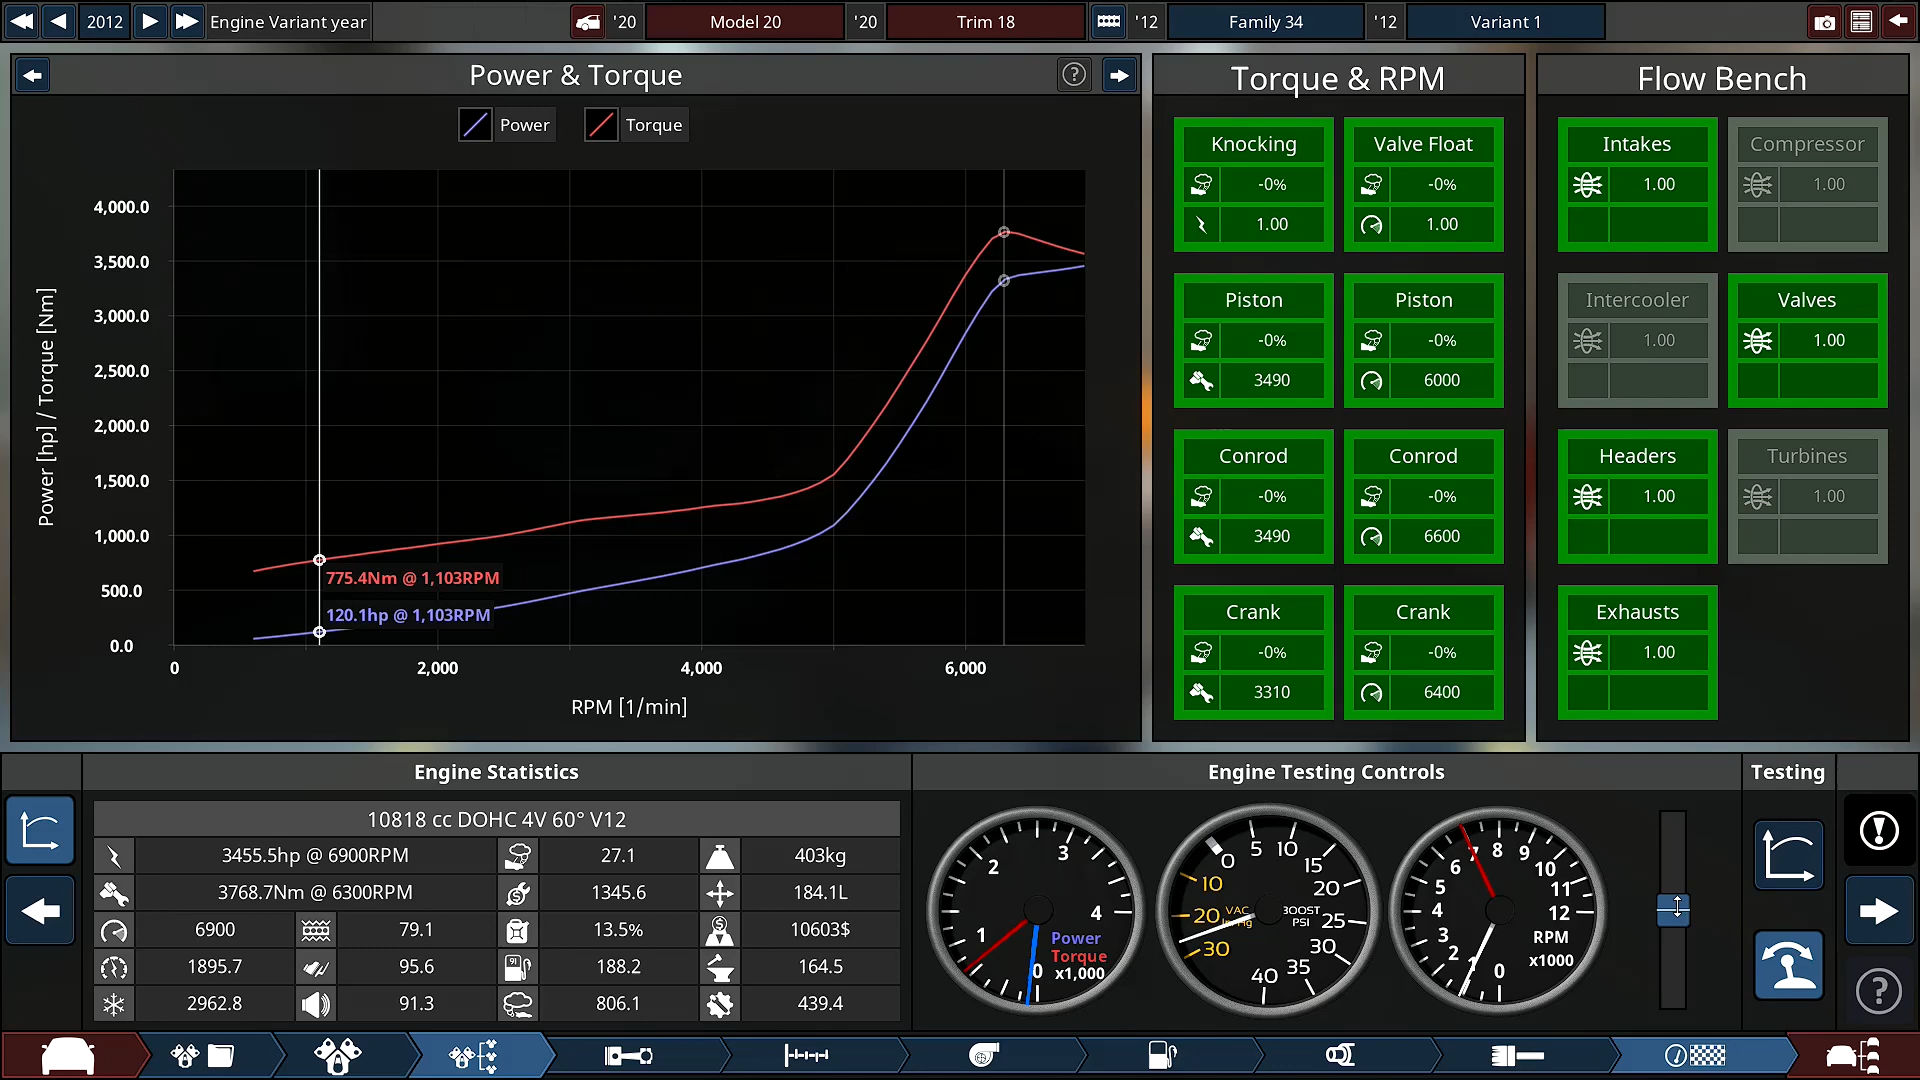 2012
Engine Variant year
'20
Model 20
'20
Trim 18
'12
Family 34
'12
Variant 1
Power & Torque
?
Power
Torque
Power [hp] / Torque [Nm]
4,000.0
3,500.0
3,000.0
2,500.0
2,000.0
1,500.0
1,000.0
500.0
0.0
775.4Nm @ 1,103RPM
120.1hp @ 1,103RPM
0
2,000
4,000
6,000
RPM [1/min]
Torque & RPM
Knocking
-0%
1.00
Valve Float
-0%
1.00
Piston
-0%
3490
Piston
-0%
6000
Conrod
-0%
3490
Conrod
-0%
6600
Crank
-0%
3310
Crank
-0%
6400
Flow Bench
Intakes
1.00
Compressor
1.00
Intercooler
1.00
Valves
1.00
Headers
1.00
Turbines
1.00
Exhausts
1.00
Engine Statistics
10818 cc DOHC 4V 60° V12
3455.5hp @ 6900RPM
27.1
403kg
3768.7Nm @ 6300RPM
1345.6
184.1L
6900
79.1
13.5%
10603$
1895.7
95.6
91
188.2
164.5
2962.8
91.3
806.1
439.4
Engine Testing Controls
0
1
2
3
4
Power
Torque
x1,000
30
20
10
0
5
10
15
20
25
30
35
40
VAC
BOOST
PSI
0
1
2
3
4
5
6
7
8
9
10
11
12
RPM
x1000
Testing
?